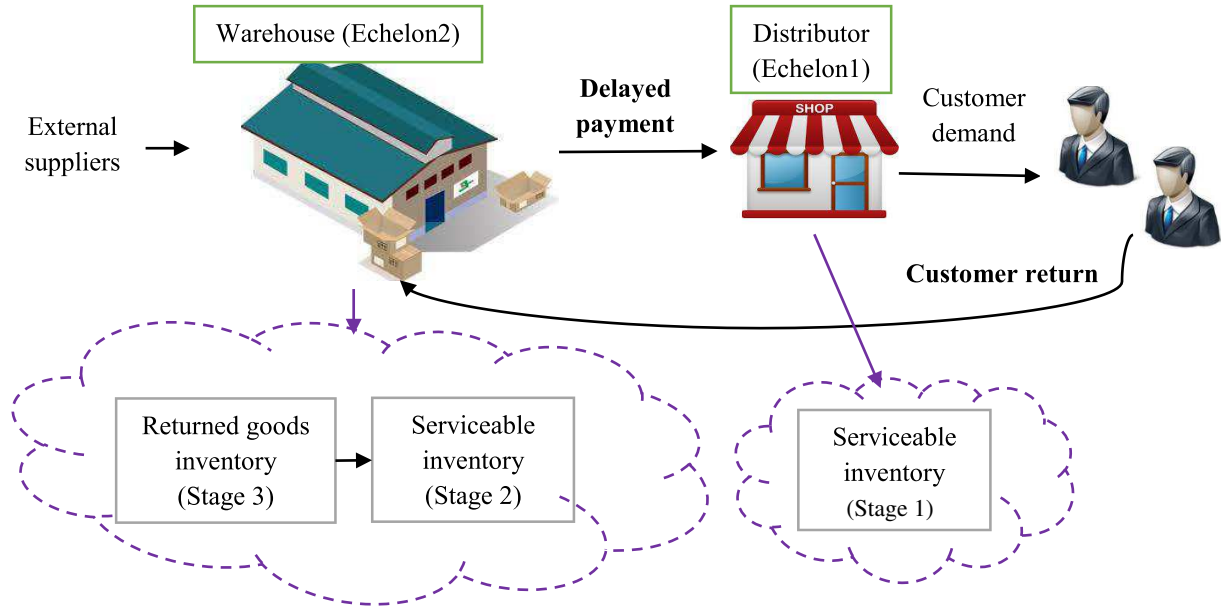 Warehouse (Echelon2)
Distributor
(Echelon1)
External
suppliers
Delayed
payment
SHOP
Customer
demand
Customer return
Returned goods
inventory
(Stage 3)
Serviceable
inventory
(Stage 2)
Serviceable
inventory
(Stage 1)